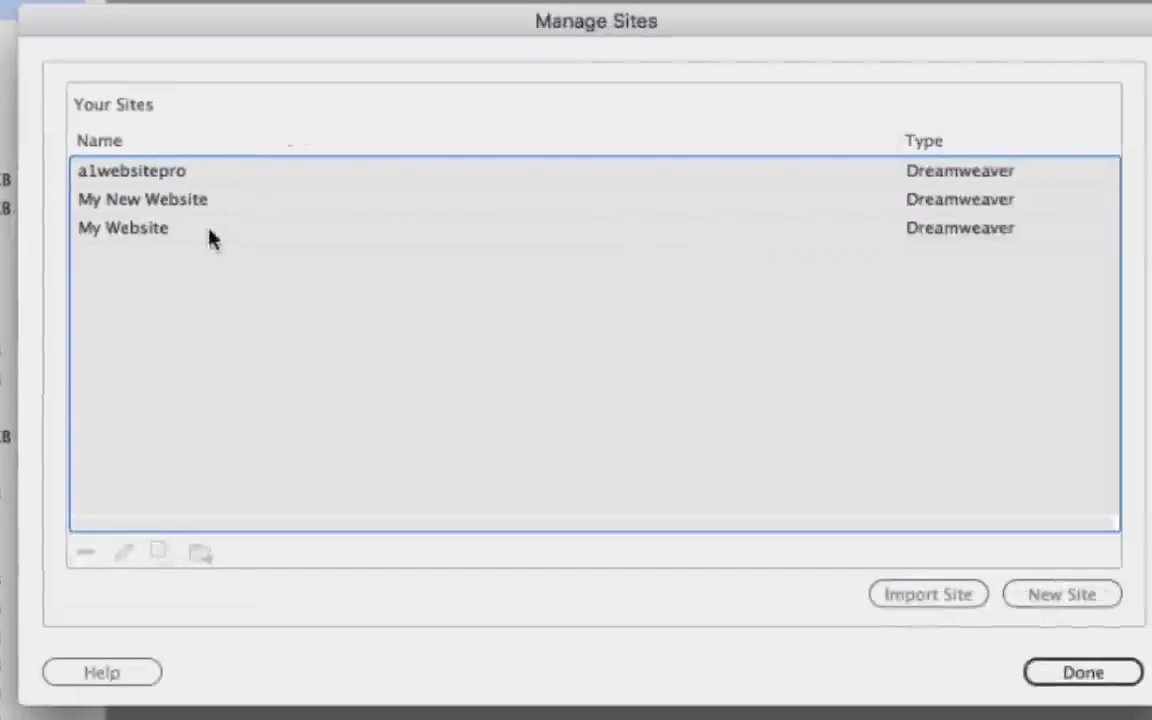 Manage Sites
Your Sites
Name Type
a1websitepro Dreamweaver
My New Website Dreamweaver
My Website Dreamweaver
Import Site New Site
Help Done